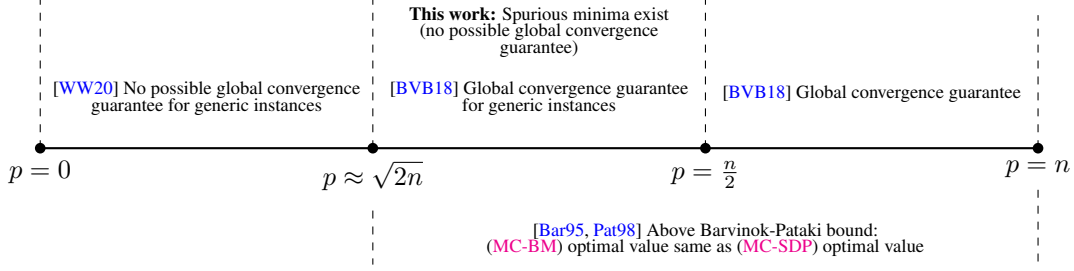 This work: Spurious minima exist
(no possible global convergence
guarantee)
[WW20] No possible global convergence
guarantee for generic instances
[BVB18] Global convergence guarantee
for generic instances
[BVB18] Global convergence guarantee
p = 0
p ≈ √2n
p = n/2
p = n
[Bar95, Pat98] Above Barvinok-Pataki bound:
(MC-BM) optimal value same as (MC-SDP) optimal value